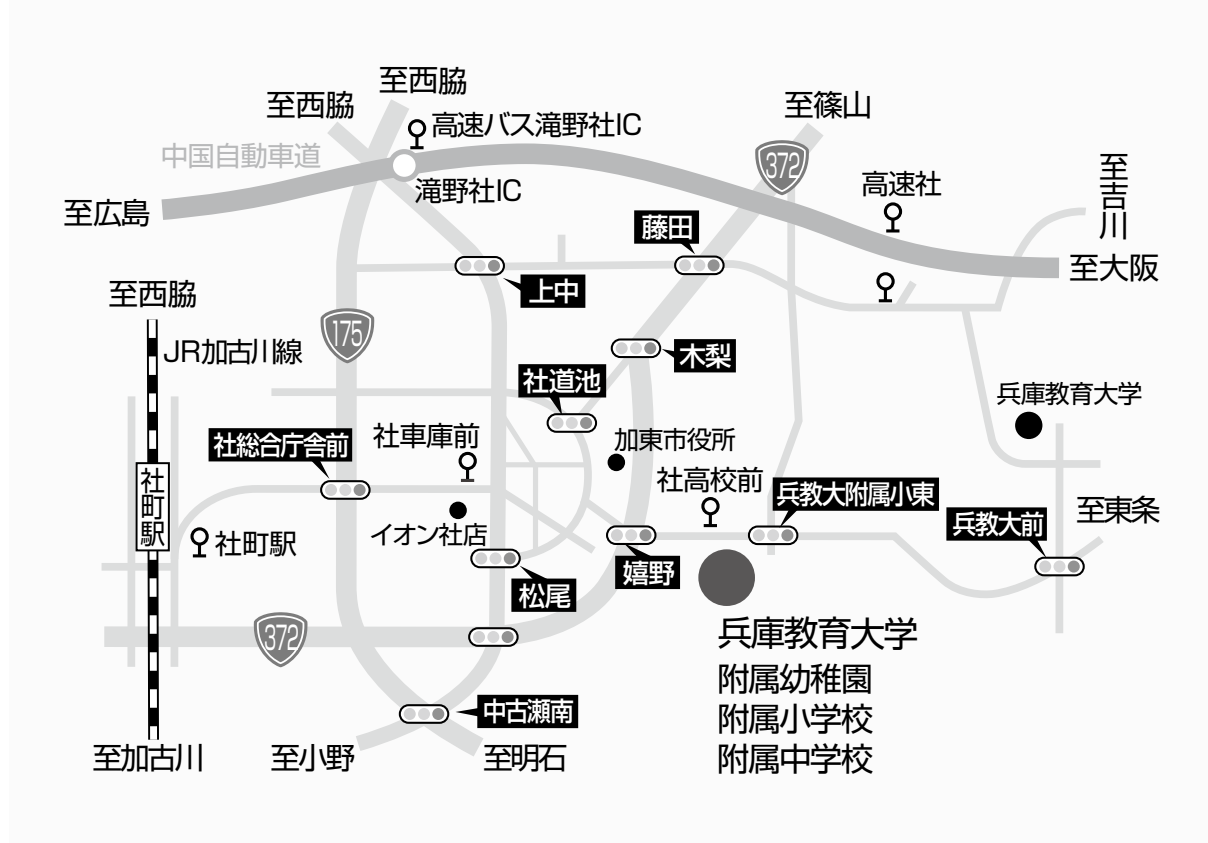 至西脇
至西脇
高速バス滝野社IC
至篠山
中国自動車道
372
滝野社IC
高速社
至吉川
至広島
藤田
至大阪
上中
至西脇
175
JR加古川線
木梨
社道池
兵庫教育大学
社総合庁舎前
社車庫前
加東市役所
社高校前
兵教大附属小東
社町駅
イオン社店
社町駅
兵教大前
至東条
嬉野
松尾
372
兵庫教育大学
附属幼稚園
附属小学校
附属中学校
中古瀬南
至加古川
至小野
至明石